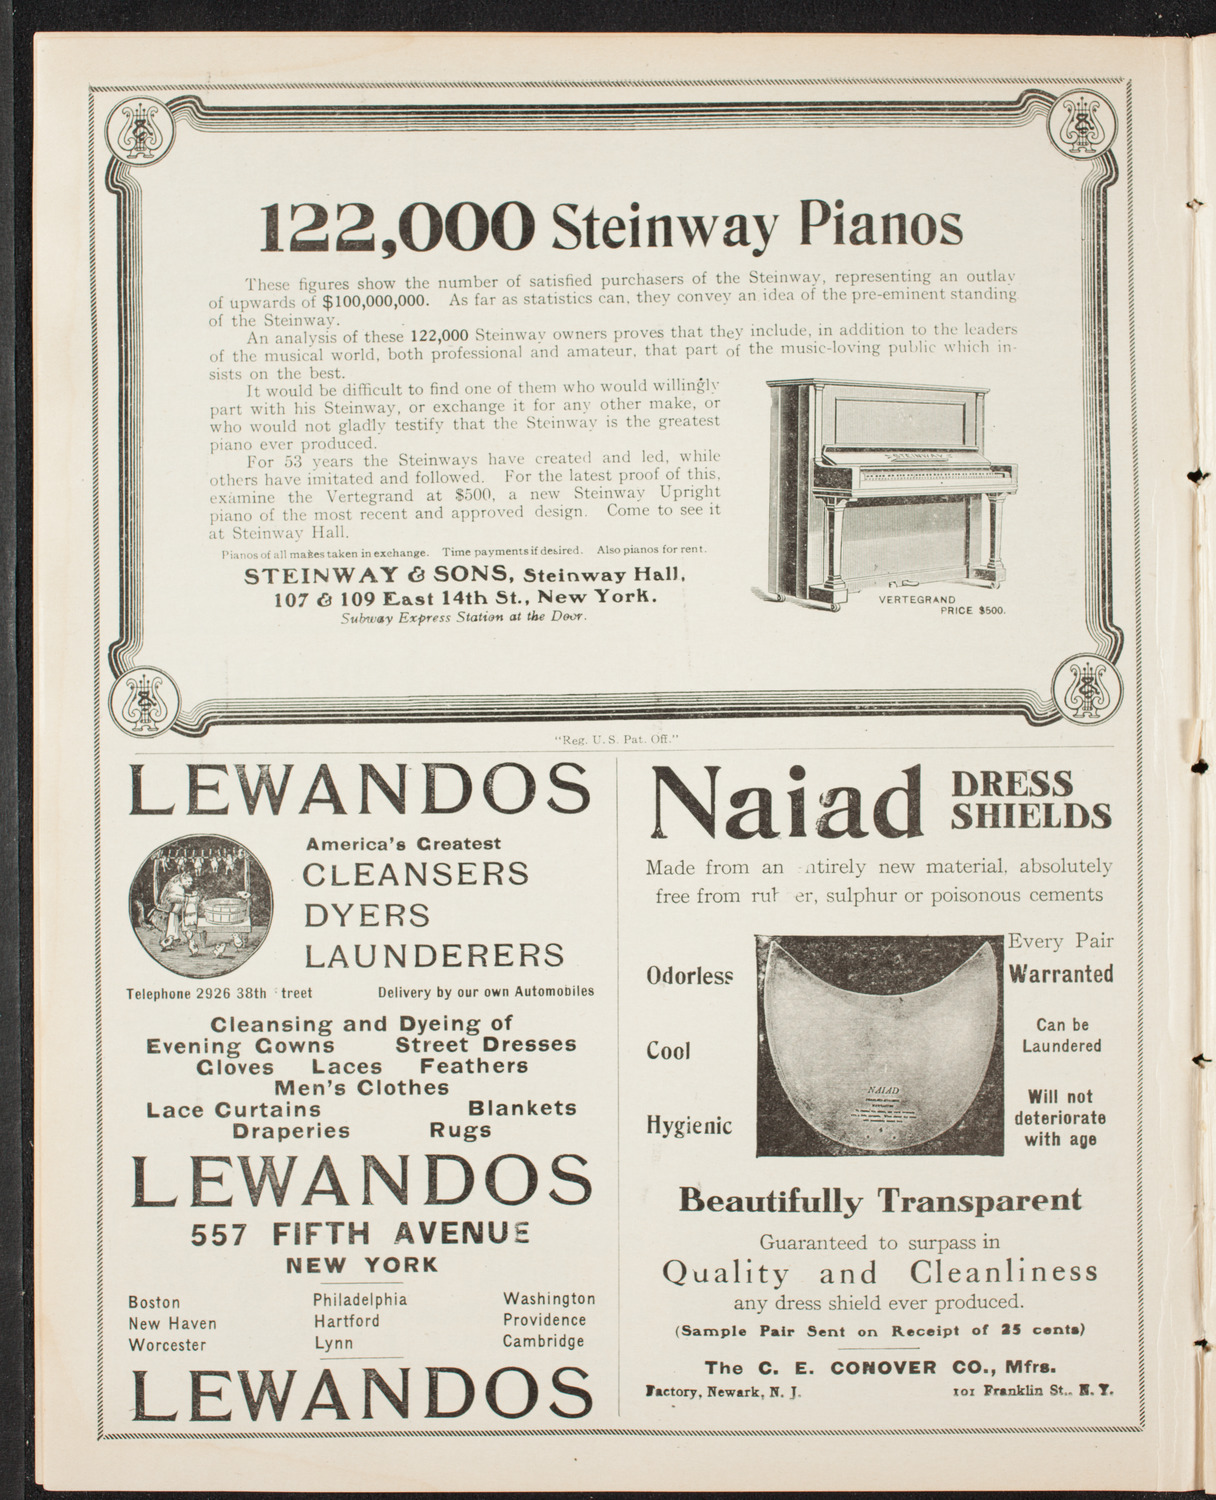 122,000 Steinway Pianos
These figures show the number of satisfied purchasers of the Steinway, representing an outlay
of upwards of $100,000,000. As far as statistics can, they convey an idea of the pre-eminent standing
of the Steinway.
An analysis of these 122,000 Steinway owners proves that they include, in addition to the leaders
of the musical world, both professional and amateur, that part of the music-loving public which in-
sists on the best.
It would be difficult to find one of them who would willingly
part with his Steinway, or exchange it for any other make, or
who would not gladly testify that the Steinway is the greatest
piano ever produced.
For 53 years the Steinways have created and led, while
others have imitated and followed. For the latest proof of this,
examine the Vertegrand at $500, a new Steinway Upright
piano of the most recent and approved design. Come to see it
at Steinway Hall.
Pianos of all makes taken in exchange. Time payments if desired. Also pianos for rent.
STEINWAY & SONS, Steinway Hall,
107 & 109 East 14th St., New York.
Subway Express Station at the Door.
STEINWAY
VERTEGRAND
PRICE $500.
"Reg. U. S. Pat. Off."
LEWANDOS
America's Greatest
CLEANSERS
DYERS
LAUNDERERS
Telephone 2926 38th treet Delivery by our own Automobiles
Cleansing and Dyeing of
Evening Gowns Street Dresses
Gloves Laces Feathers
Men's Clothes
Lace Curtains Blankets
Draperies Rugs
LEWANDOS
557 FIFTH AVENUE
NEW YORK
Boston Philadelphia Washington
New Haven Hartford Providence
Worcester Lynn Cambridge
LEWANDOS
Naiad DRESS
SHIELDS
Made from an ntirely new material, absolutely
free from rub er, sulphur or poisonous cements
Every Pair
Odorless Warranted
Can be
Cool Laundered
NAIAD
Will not
Hygienic deteriorate
with age
Beautifully Transparent
Guaranteed to surpass in
Quality and Cleanliness
any dress shield ever produced.
(Sample Pair Sent on Receipt of 25 cents)
The C. E. CONOVER CO., Mfrs.
Factory, Newark, N. J. 101 Franklin St., N. Y.